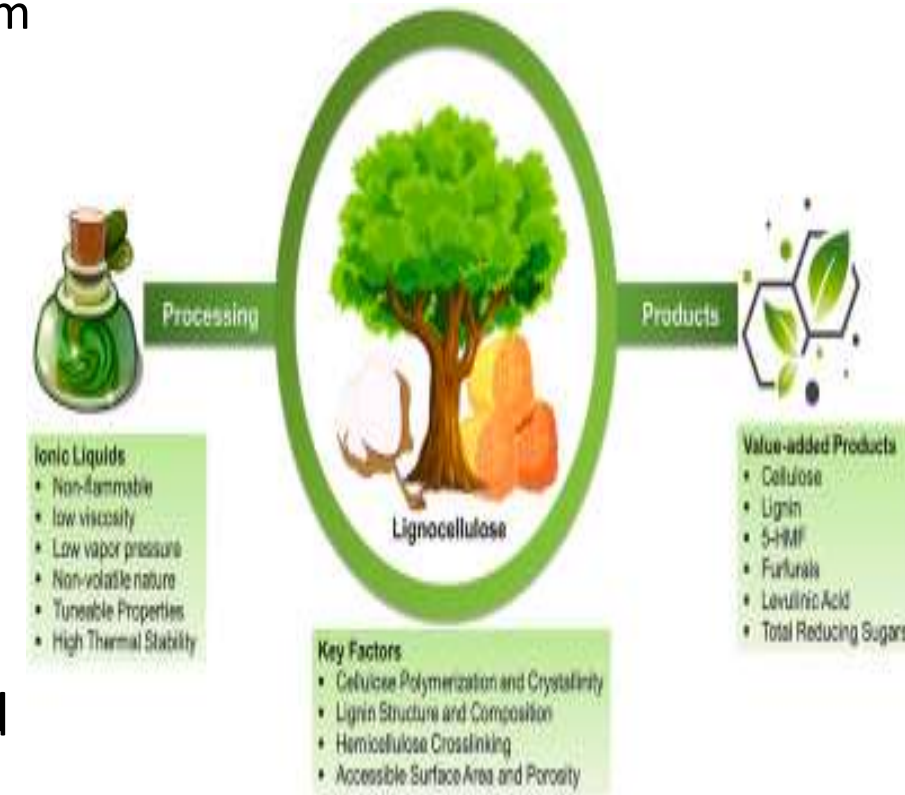 m
Processing
Products
Ionic Liquids
• Non-flammable
• low viscosity
• Low vapor pressure
• Non-volatile nature
• Tuneable Properties
• High Thermal Stability
Lignocellulose
Key Factors
• Cellulose Polymerization and Crystallinity
• Lignin Structure and Composition
• Hemicellulose Crosslinking
• Accessible Surface Area and Porosity
Value-added Products
• Cellulose
• Lignin
• 5-HMF
• Furfurals
• Levulinic Acid
• Total Reducing Sugars